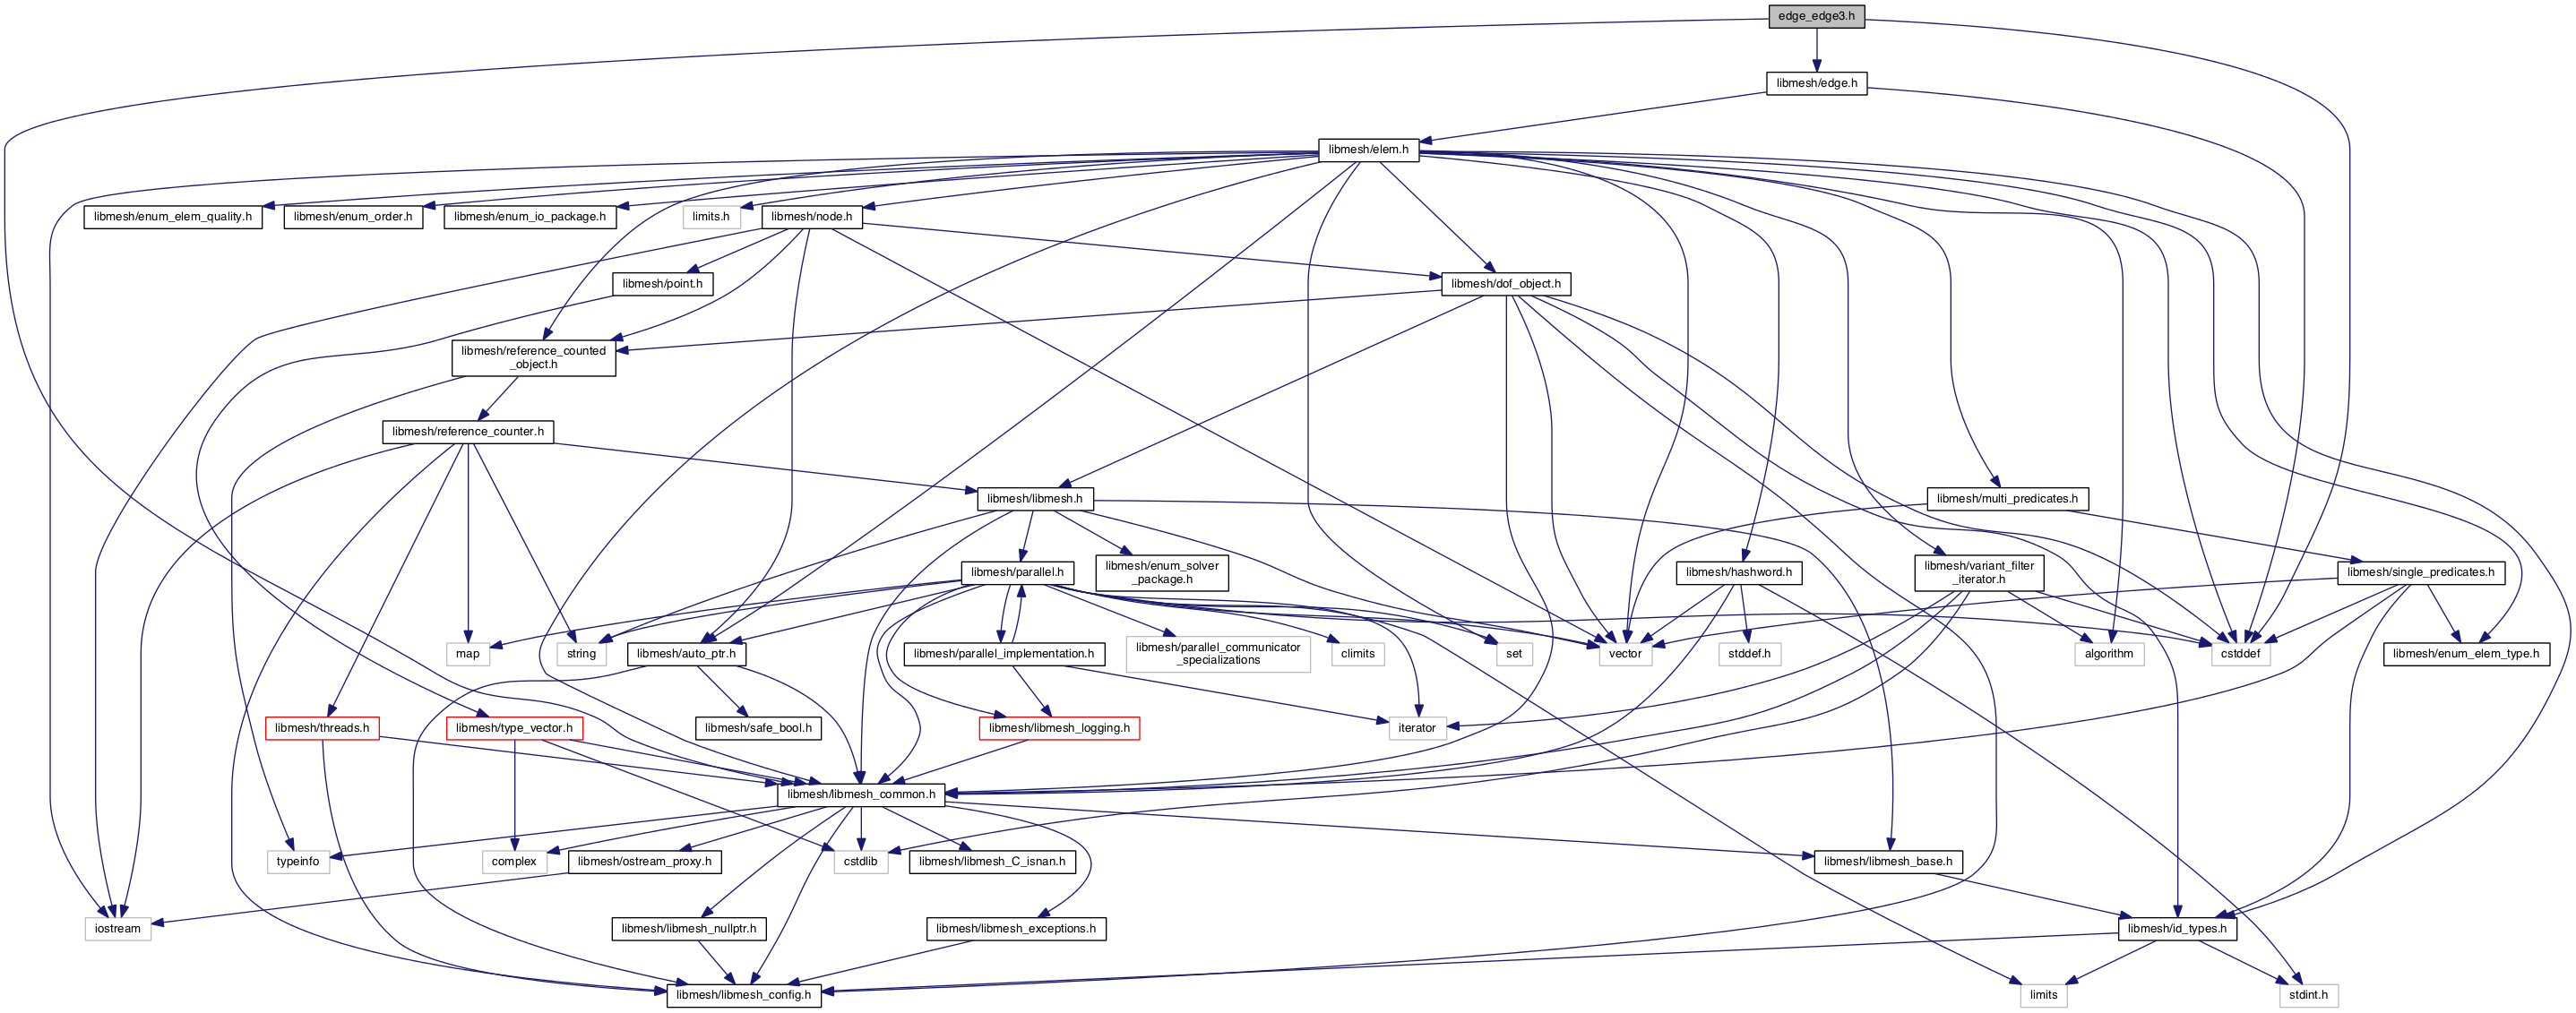 edge_edge3.h
libmesh/edge.h
libmesh/elem.h
libmesh/enum_elem_quality.h
libmesh/enum_order.h
libmesh/enum_io_package.h
limits.h
libmesh/node.h
libmesh/point.h
libmesh/dof_object.h
libmesh/reference_counted
_object.h
libmesh/reference_counter.h
libmesh/libmesh.h
libmesh/multi_predicates.h
libmesh/parallel.h
libmesh/enum_solver
_package.h
libmesh/hashword.h
libmesh/variant_filter
_iterator.h
libmesh/single_predicates.h
map
string
libmesh/auto_ptr.h
libmesh/parallel_implementation.h
libmesh/parallel_communicator
_specializations
climits
set
vector
stddef.h
algorithm
cstddef
libmesh/enum_elem_type.h
libmesh/threads.h
libmesh/type_vector.h
libmesh/safe_bool.h
libmesh/libmesh_logging.h
iterator
libmesh/libmesh_common.h
typeinfo
complex
libmesh/ostream_proxy.h
cstdlib
libmesh/libmesh_C_isnan.h
libmesh/libmesh_base.h
iostream
libmesh/libmesh_nullptr.h
libmesh/libmesh_exceptions.h
libmesh/id_types.h
libmesh/libmesh_config.h
limits
stdint.h